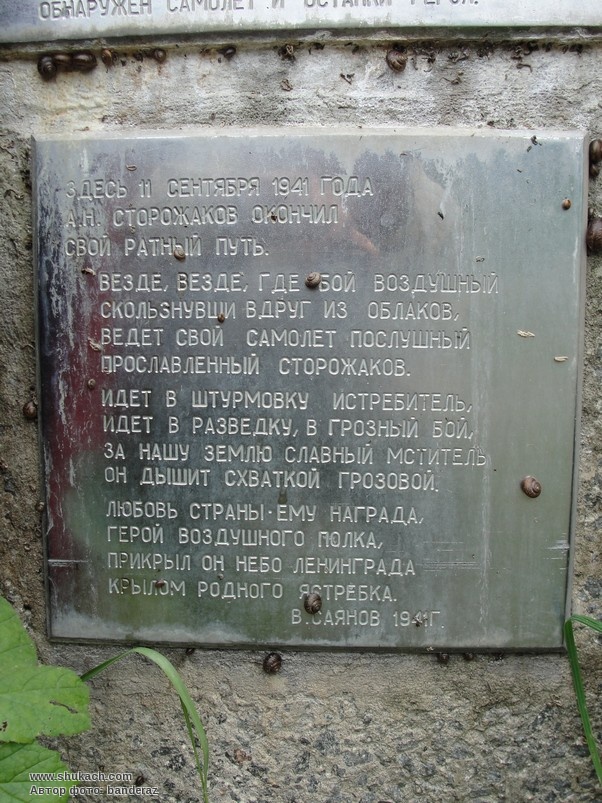 ОБНАРУЖЕН САМОЛЕТ И ОСТАНКИ ГЕРОЯ.
ЗДЕСЬ 11 СЕНТЯБРЯ 1941 ГОДА
А.Н. СТОРОЖАКОВ ОКОНЧИЛ
СВОЙ РАТНЫЙ ПУТЬ.
ВЕЗДЕ, ВЕЗДЕ, ГДЕ БОЙ ВОЗДУШНЫЙ
СКОЛЬЗНУВШИ ВДРУГ ИЗ ОБЛАКОВ,
ВЕДЕТ СВОЙ САМОЛЕТ ПОСЛУШНЫЙ
ПРОСЛАВЛЕННЫЙ СТОРОЖАКОВ.
ИДЕТ В ШТУРМОВКУ ИСТРЕБИТЕЛЬ,
ИДЕТ В РАЗВЕДКУ, В ГРОЗНЫЙ БОЙ,
ЗА НАШУ ЗЕМЛЮ СЛАВНЫЙ МСТИТЕЛЬ
ОН ДЫШИТ СХВАТКОЙ ГРОЗОВОЙ.
ЛЮБОВЬ СТРАНЫ - ЕМУ НАГРАДА,
ГЕРОЙ ВОЗДУШНОГО ПОЛКА,
ПРИКРЫЛ ОН НЕБО ЛЕНИНГРАДА
КРЫЛОМ РОДНОГО ЯСТРЕБКА.
В.САЯНОВ 1941Г.
www.shukach.com
Автор фото: banderaz